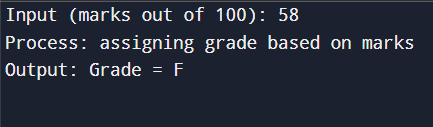 Input (marks out of 100): 58
Process: assigning grade based on marks
Output: Grade = F